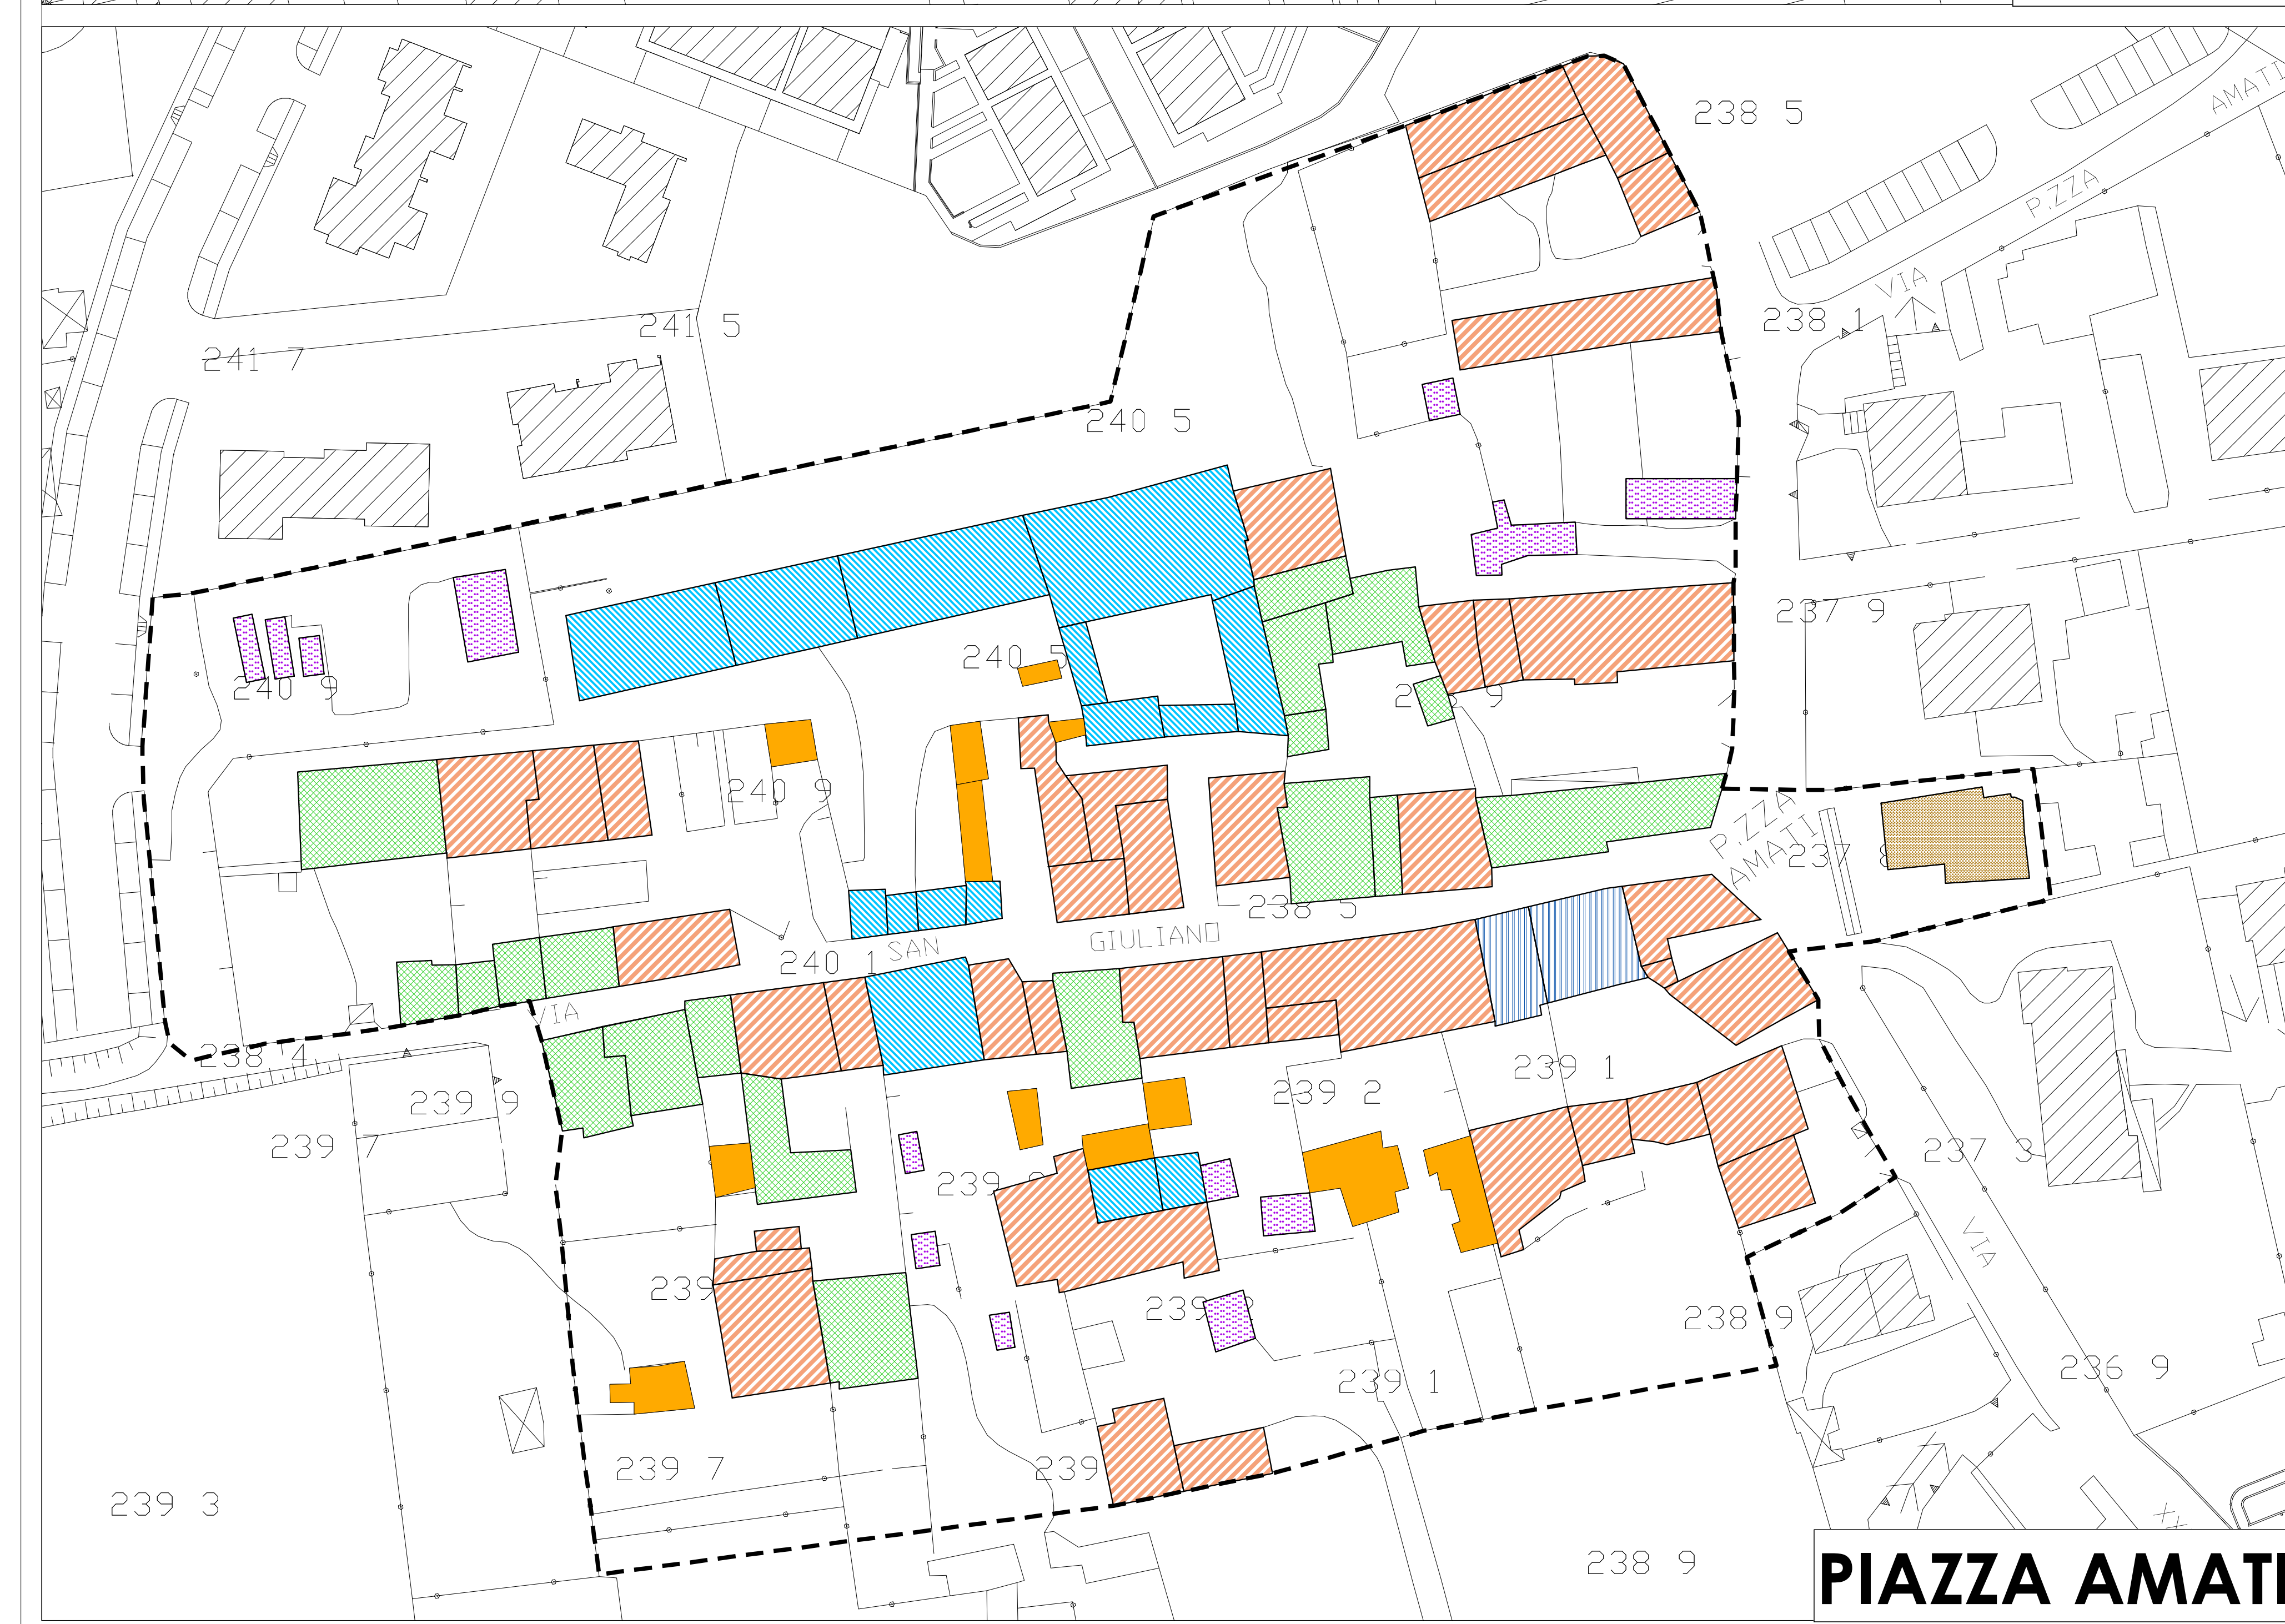 AMATI
238 5
P.ZZA
VIA
238 1
241 5
241 7
240 5
237 9
240 5
240 9
240 9
P.ZZA
AMATI
237
238 5
GIULIANO
SAN
240 1
VIA
238 4
239 1
239 2
239 9
239 7
237 3
239
VIA
239
239
238 9
239 1
236 9
239 7
239
239 3
238 9
PIAZZA AMATI